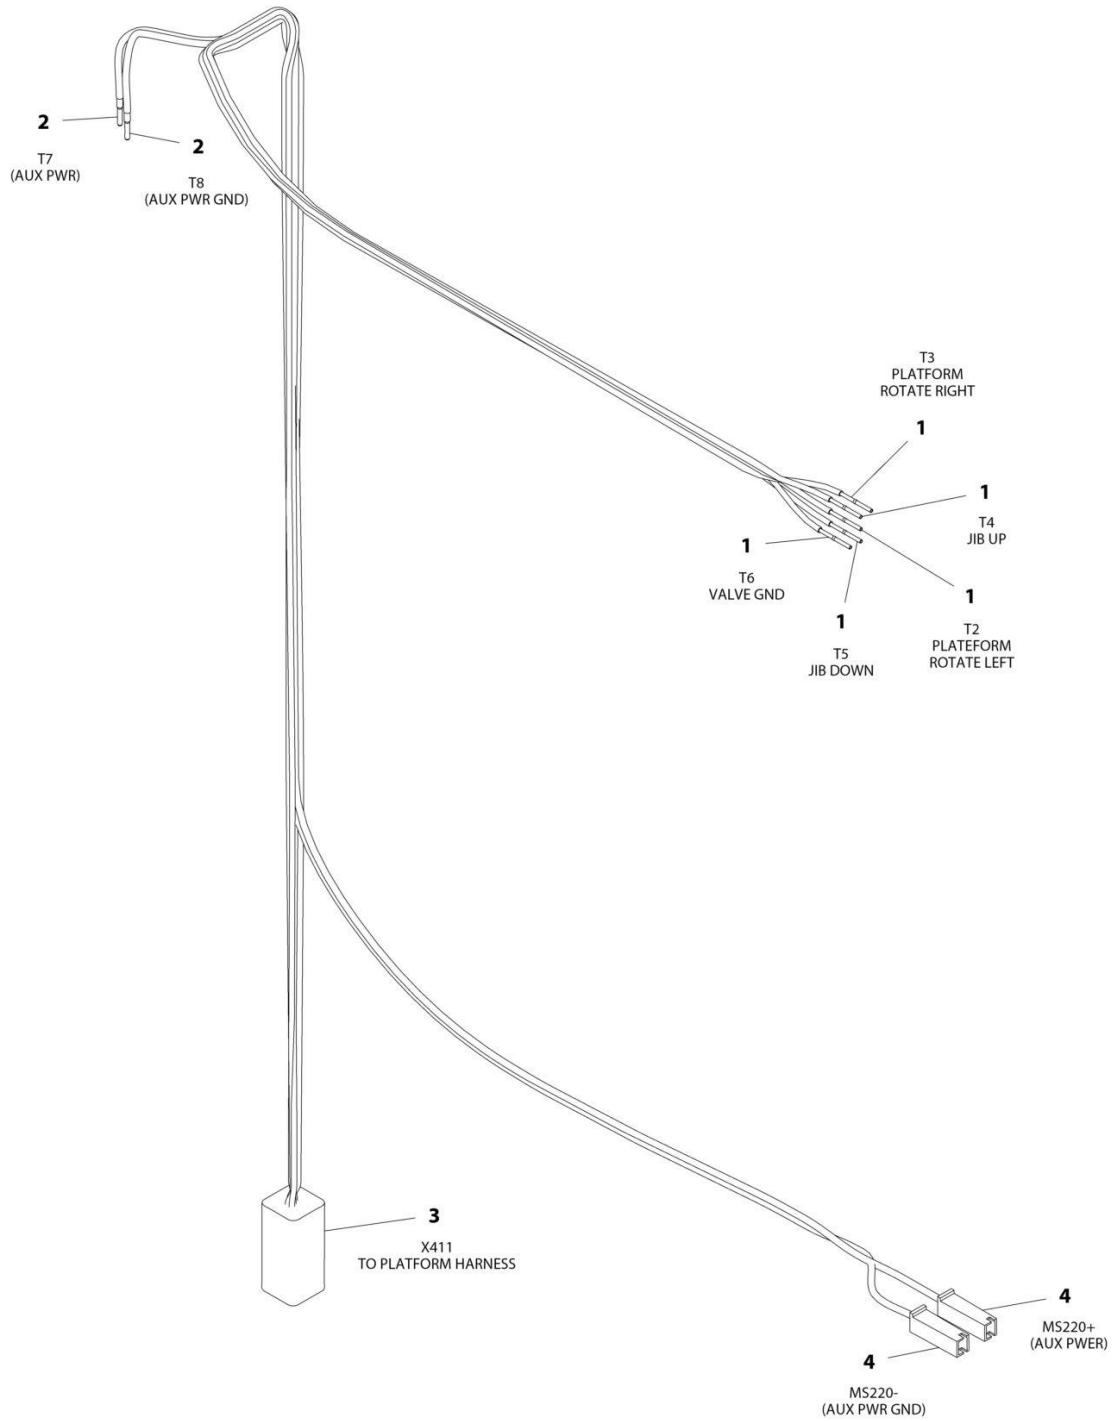 2
T7
(AUX PWR)
2
T8
(AUX PWR GND)
T3
PLATFORM
ROTATE RIGHT
1
1
T4
JIB UP
1
T6
VALVE GND
1
T5
JIB DOWN
1
T2
PLATEFORM
ROTATE LEFT
3
X411
TO PLATFORM HARNESS
4
MS220+
(AUX PWER)
4
MS220-
(AUX PWR GND)